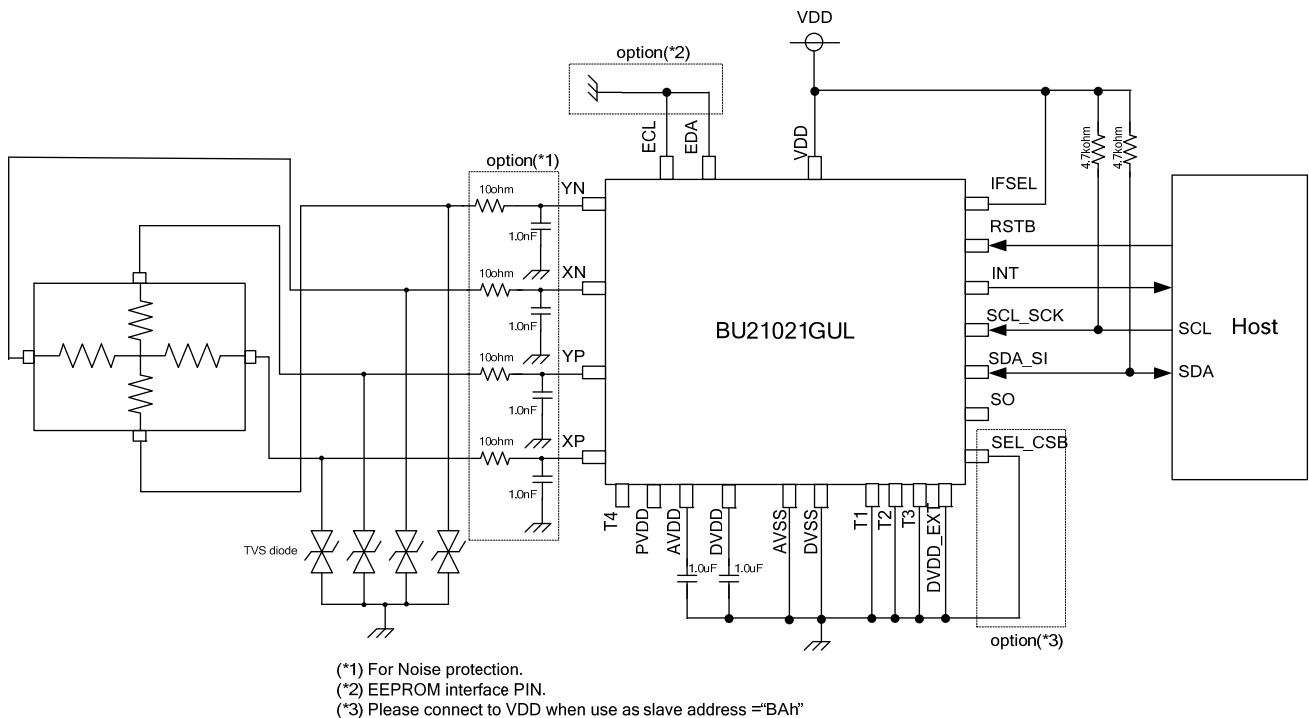 VDD
option(*2)
ECL
EDA
VDD
4.7kohm
4.7kohm
option(*1)
10ohm
YN
1.0nF
10ohm
XN
1.0nF
10ohm
YP
1.0nF
10ohm
XP
1.0nF
BU21021GUL
IFSEL
RSTB
INT
SCL_SCK
SDA_SI
SO
SEL_CSB
SCL
SDA
Host
T4
PVDD
AVDD
DVDD
AVSS
DVSS
T1
T2
T3
DVDD_EXT
TVS diode
1.0uF
1.0uF
option(*3)
(*1) For Noise protection.
(*2) EEPROM interface PIN.
(*3) Please connect to VDD when use as slave address ="BAh"